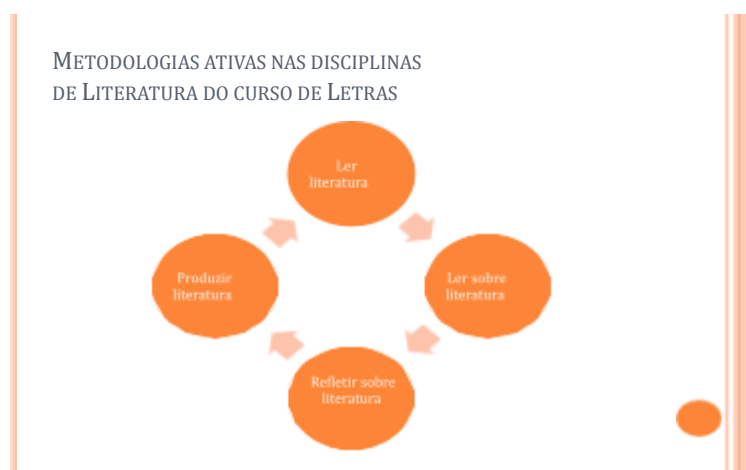 METODOLOGIAS ATIVAS NAS DISCIPLINAS
DE LITERATURA DO CURSO DE LETRAS
Ler
literatura
Ler sobre
literatura
Refletir sobre
literatura
Produzir
literatura